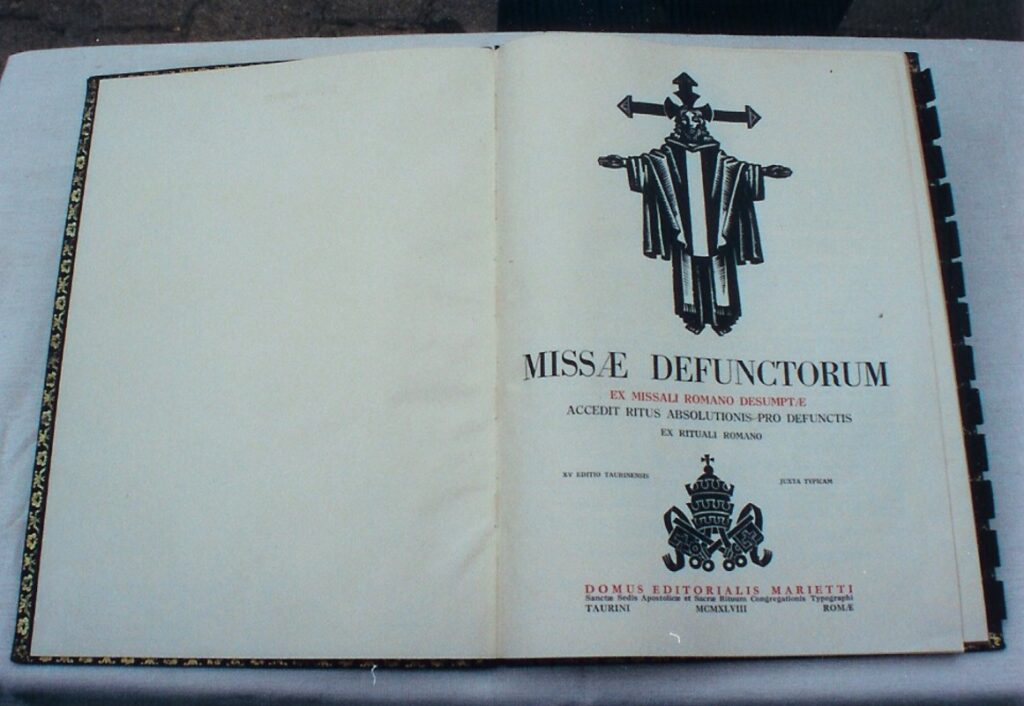 MISSÆ DEFUNCTORUM
EX MISSALI ROMANO DESUMPTÆ
ACCEDIT RITUS ABSOLUTIONIS PRO DEFUNCTIS
EX RITUALI ROMANO
XV EDITIO TAURINENSIS JUXTA TYPICAM
DOMUS EDITORIALIS MARIETTI
Sanctæ Sedis Apostolicæ et Sacræ Rituum Congregationis Typographi
TAURINI MCMXLVIII ROMÆ